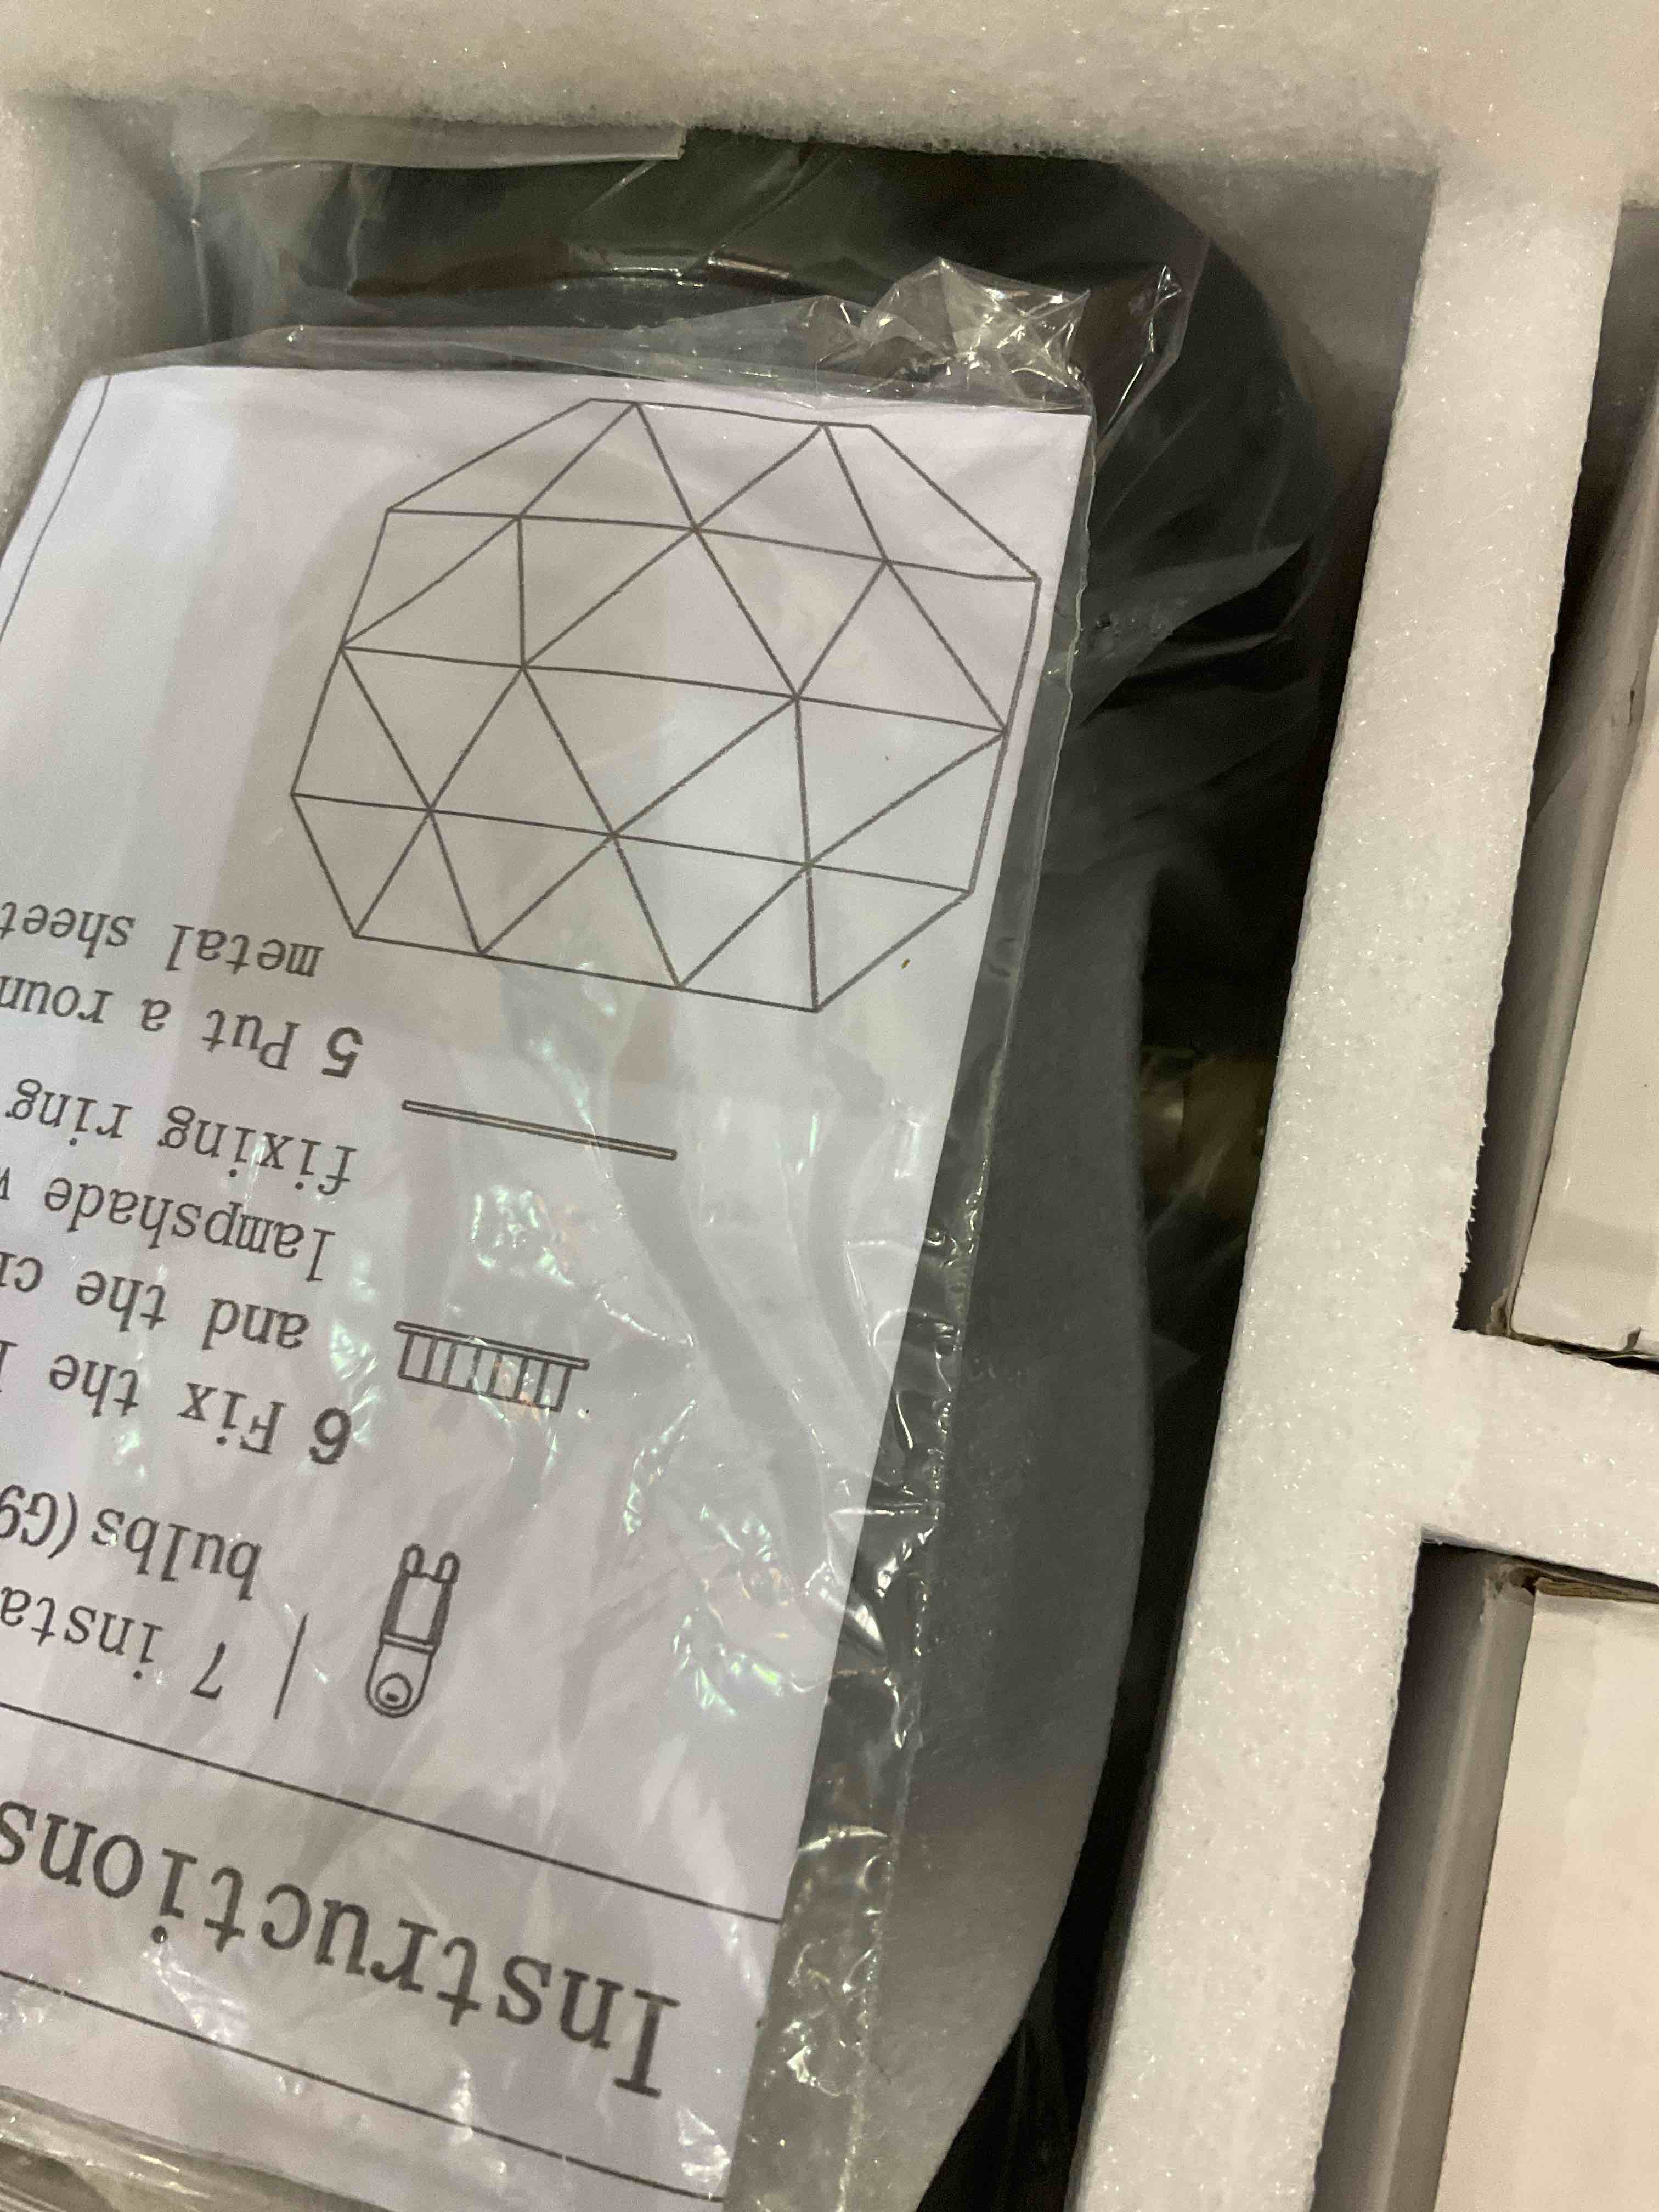 Instructions
7 insta
bulbs(G9
6 Fix the
and the
lampshade
fixing ring
5 Put a roun
metal sheet